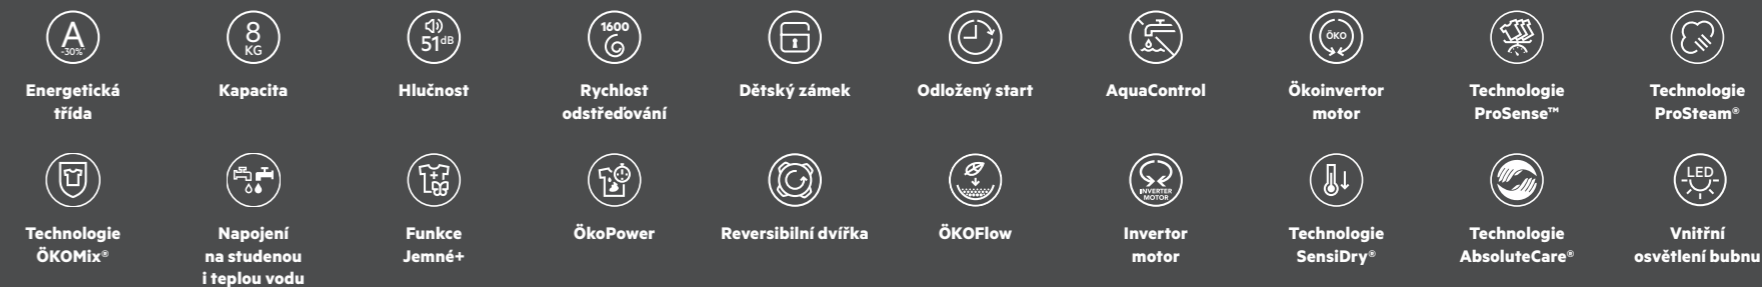 A
-30%
Energetická
třída
8
KG
Kapacita
51dB
Hlučnost
1600
Rychlost
odstřeďování
Dětský zámek
Odložený start
AquaControl
ÖKO
Ökoinvertor
motor
Technologie
ProSense™
Technologie
ProSteam®
Technologie
ÖKOMix®
Napojení
na studenou
i teplou vodu
Funkce
Jemné+
ÖkoPower
Reversibilní dvířka
ÖKOFlow
INVERTER
MOTOR
Invertor
motor
Technologie
SensiDry®
Technologie
AbsoluteCare®
LED
Vnitřní
osvětlení bubnu